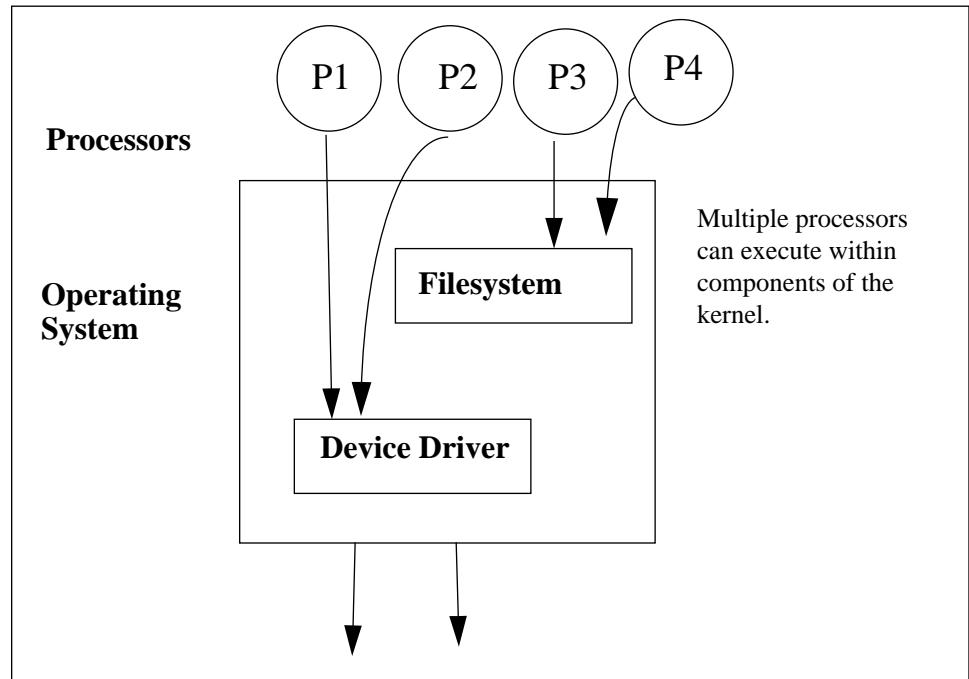 P1
P2
P3
P4
Processors
Multiple processors
can execute within
components of the
kernel.
Filesystem
Operating
System
Device Driver